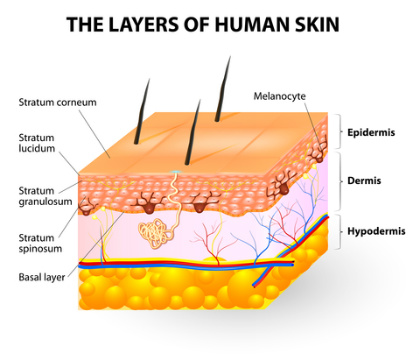 THE LAYERS OF HUMAN SKIN
Stratum corneum
Stratum
lucidum
Stratum
granulosum
Stratum
spinosum
Basal layer
Melanocyte
Epidermis
Dermis
Hypodermis